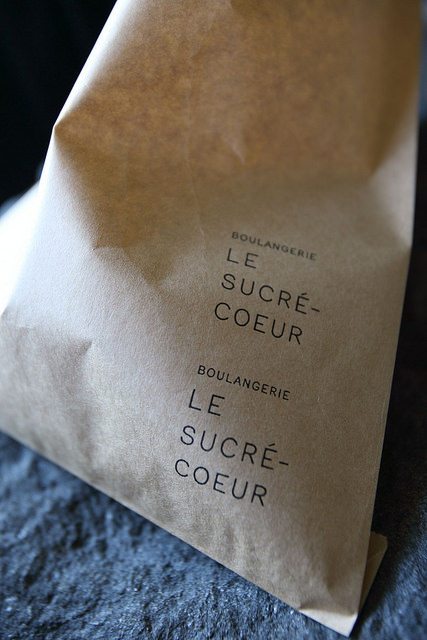 BOULANGERIE
LE
SUCRÉ-
COEUR
BOULANGERIE
LE
SUCRÉ-
COEUR